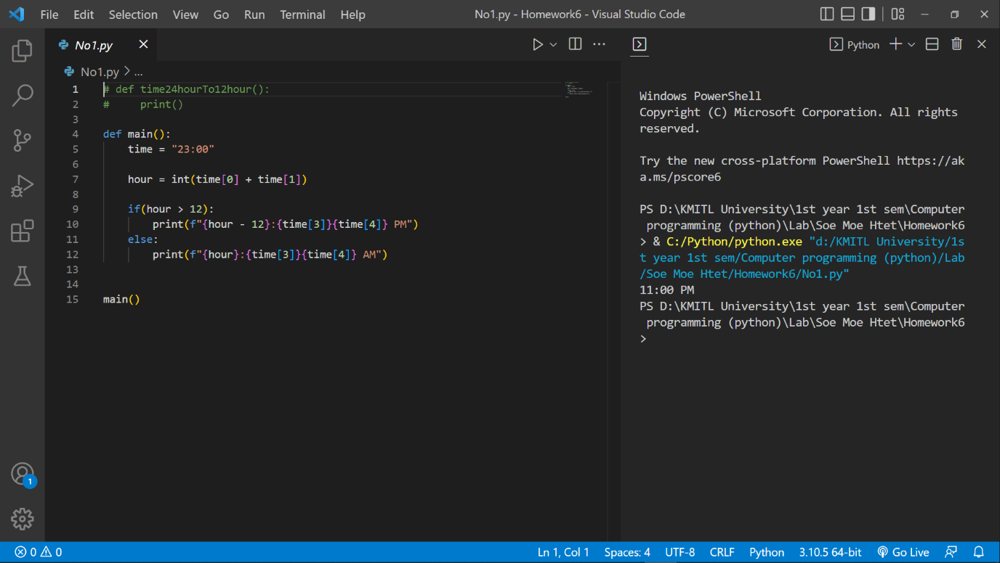 File Edit Selection View Go Run Terminal Help
No1.py - Homework6 - Visual Studio Code
No1.py
No1.py > ...
1 # def time24hourTo12hour():
2 #     print()
3
4 def main():
5     time = "23:00"
6
7     hour = int(time[0] + time[1])
8
9     if(hour > 12):
10         print(f"{hour - 12}:{time[3]}{time[4]} PM")
11     else:
12         print(f"{hour}:{time[3]}{time[4]} AM")
13
14
15 main()
Python
Windows PowerShell
Copyright (C) Microsoft Corporation. All rights
reserved.
Try the new cross-platform PowerShell https://ak
a.ms/pscore6
PS D:\KMITL University\1st year 1st sem\Computer
 programming (python)\Lab\Soe Moe Htet\Homework6
> & C:/Python/python.exe "d:/KMITL University/1s
t year 1st sem/Computer programming (python)/Lab
/Soe Moe Htet/Homework6/No1.py"
11:00 PM
PS D:\KMITL University\1st year 1st sem\Computer
 programming (python)\Lab\Soe Moe Htet\Homework6
>
1
0 0
Ln 1, Col 1 Spaces: 4 UTF-8 CRLF Python 3.10.5 64-bit Go Live